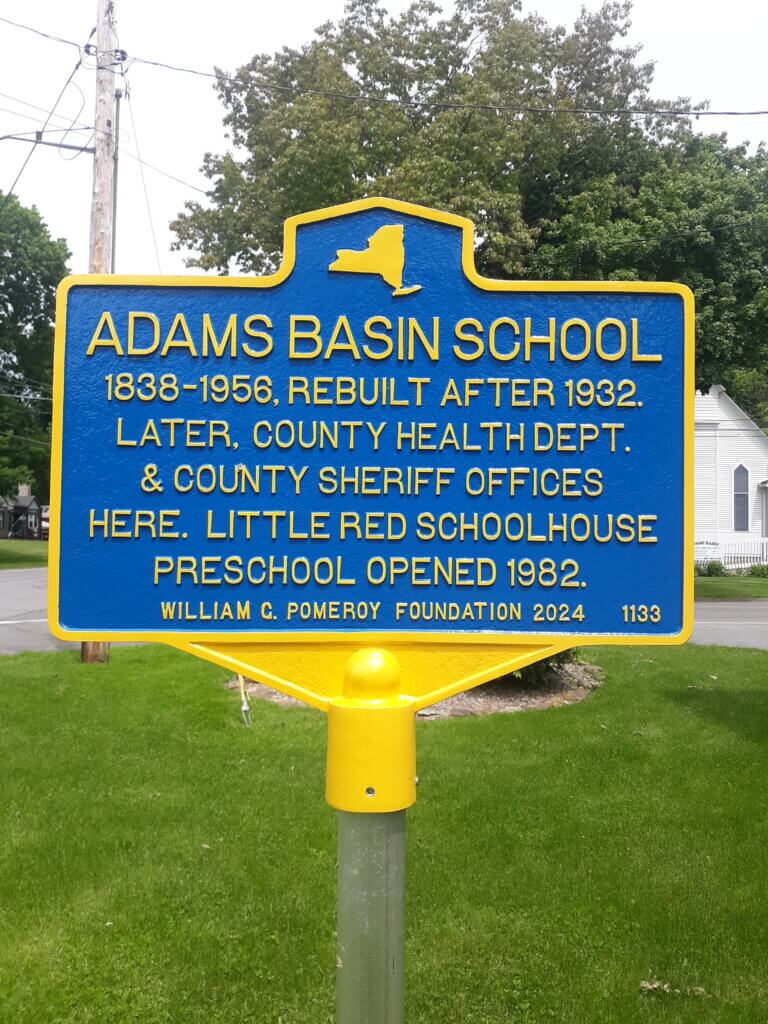 ADAMS BASIN SCHOOL
1838-1956, REBUILT AFTER 1932.
LATER, COUNTY HEALTH DEPT.
& COUNTY SHERIFF OFFICES
HERE. LITTLE RED SCHOOLHOUSE
PRESCHOOL OPENED 1982.
WILLIAM G. POMEROY FOUNDATION 2024 1133